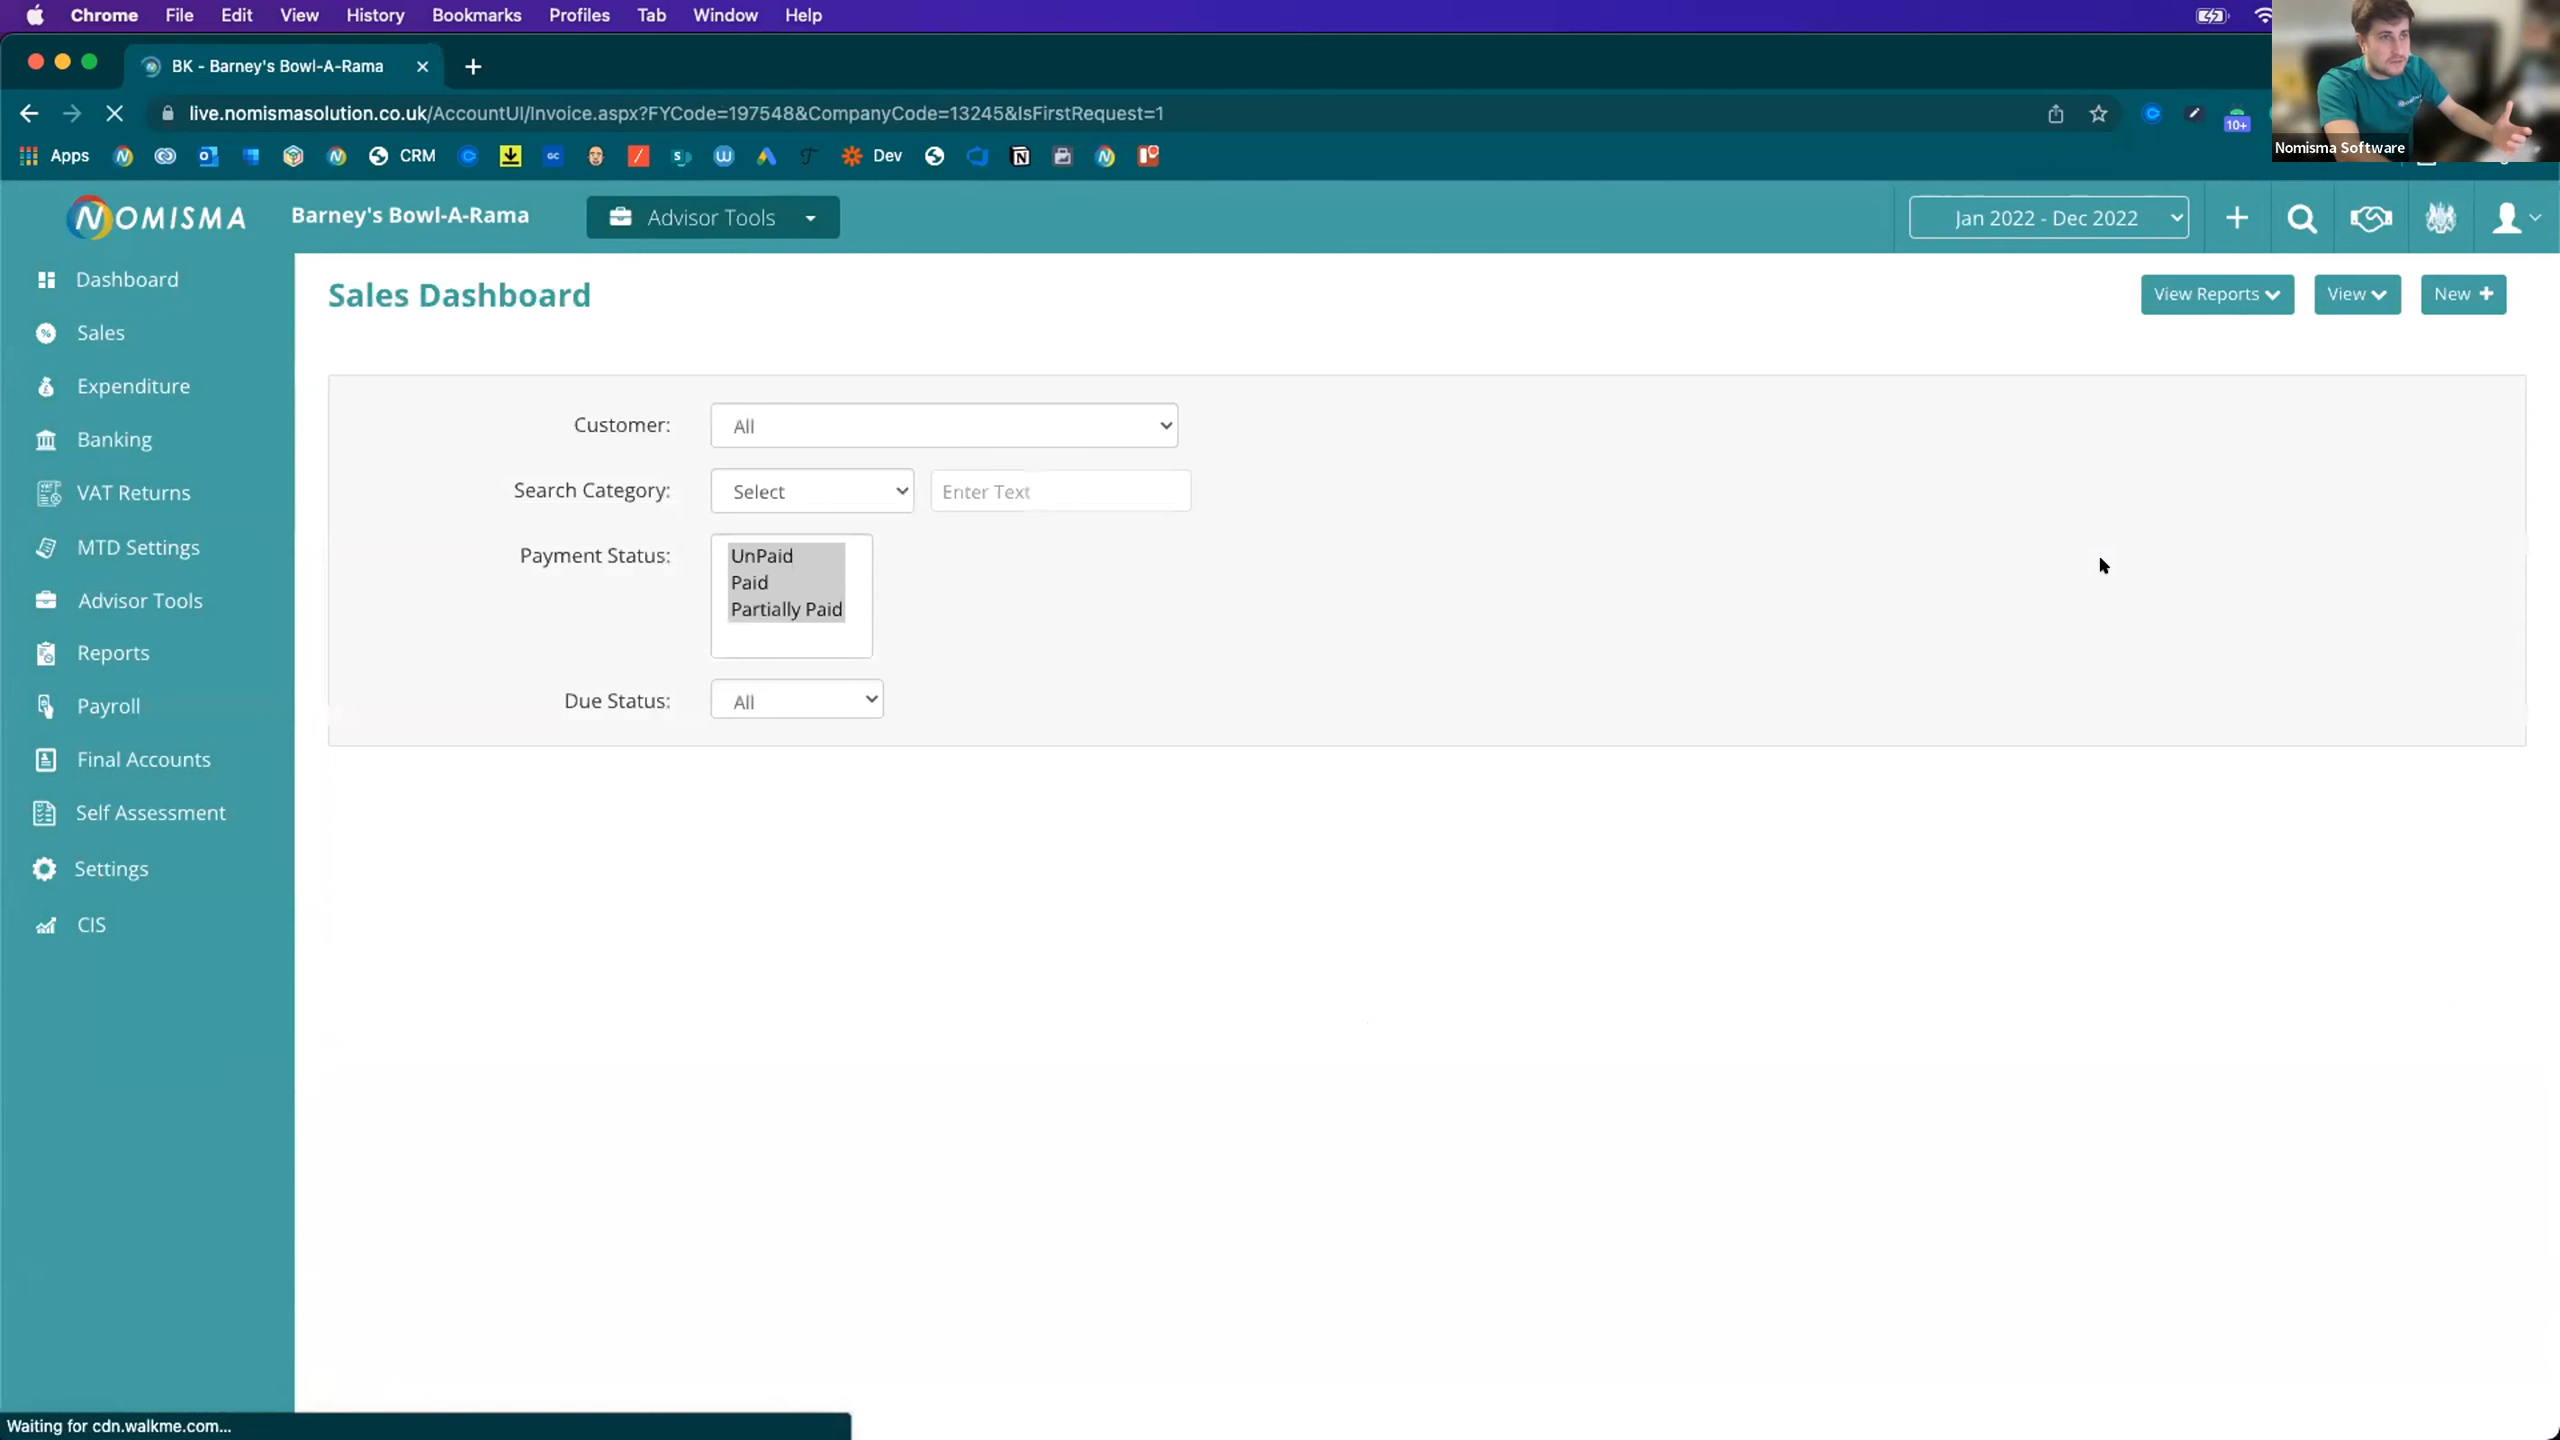 Chrome File Edit View History Bookmarks Profiles Tab Window Help
BK - Barney's Bowl-A-Rama
live.nomismasolution.co.uk/AccountUI/Invoice.aspx?FYCode=197548&CompanyCode=13245&IsFirstRequest=1
10+
Nomisma Software
Apps CRM GC Dev
NOMISMA Barney's Bowl-A-Rama Advisor Tools Jan 2022 - Dec 2022
Dashboard
Sales
Expenditure
Banking
VAT Returns
MTD Settings
Advisor Tools
Reports
Payroll
Final Accounts
Self Assessment
Settings
CIS
Sales Dashboard View Reports View New
Customer: All
Search Category: Select Enter Text
Payment Status: UnPaid
Paid
Partially Paid
Due Status: All
Waiting for cdn.walkme.com...